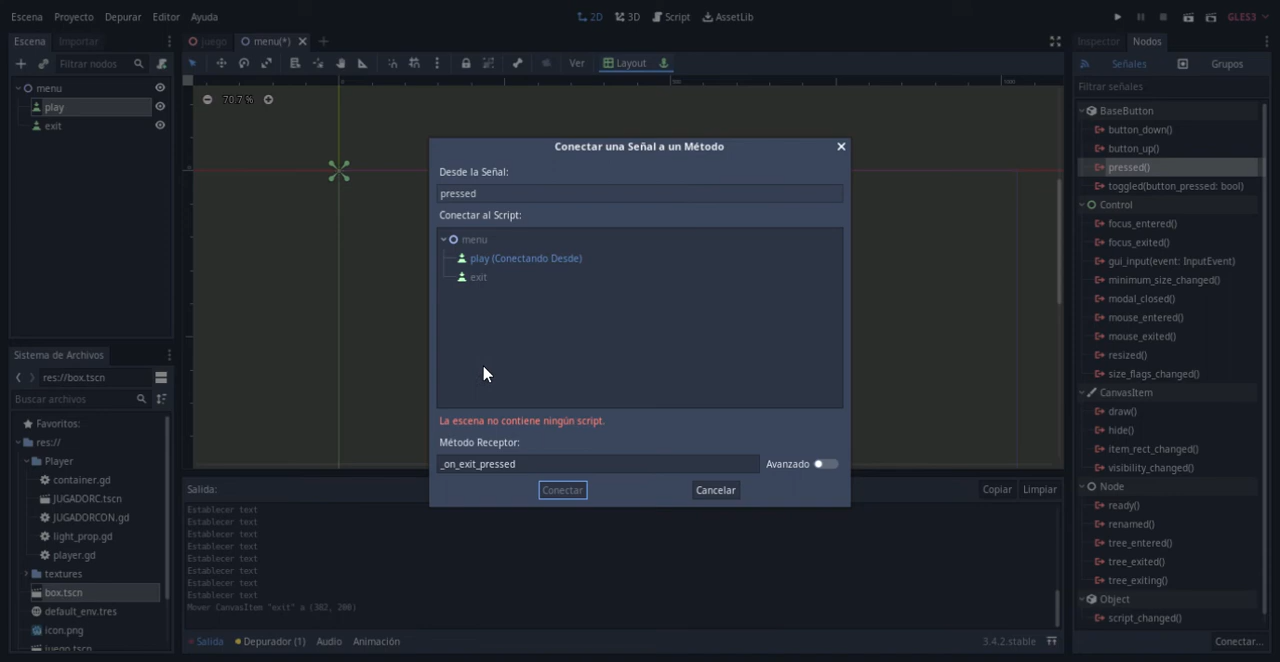 Escena Proyecto Depurar Editor Ayuda
2D 3D Script AssetLib
GLES3
Escena Importar
juego menu(*)
Inspector Nodos
Filtrar nodos
Ver Layout
Señales Grupos
Filtrar señales
menu
play
exit
70.7 %
0
500
1000
BaseButton
button_down()
button_up()
pressed()
toggled(button_pressed: bool)
Control
focus_entered()
focus_exited()
gui_input(event: InputEvent)
minimum_size_changed()
modal_closed()
mouse_entered()
mouse_exited()
resized()
size_flags_changed()
CanvasItem
draw()
hide()
item_rect_changed()
visibility_changed()
Node
ready()
renamed()
tree_entered()
tree_exited()
tree_exiting()
Object
script_changed()
Conectar...
Conectar una Señal a un Método
Desde la Señal:
pressed
Conectar al Script:
menu
play (Conectando Desde)
exit
La escena no contiene ningún script.
Método Receptor:
_on_exit_pressed
Avanzado
Conectar Cancelar
Sistema de Archivos
res://box.tscn
Buscar archivos
Favoritos:
res://
Player
container.gd
JUGADORC.tscn
JUGADORCON.gd
light_prop.gd
player.gd
textures
box.tscn
default_env.tres
icon.png
juego.tscn
Salida:
Copiar Limpiar
Establecer text
Establecer text
Establecer text
Establecer text
Establecer text
Establecer text
Establecer text
Establecer text
Mover CanvasItem "exit" a (382, 200)
Salida Depurador (1) Audio Animación
3.4.2.stable